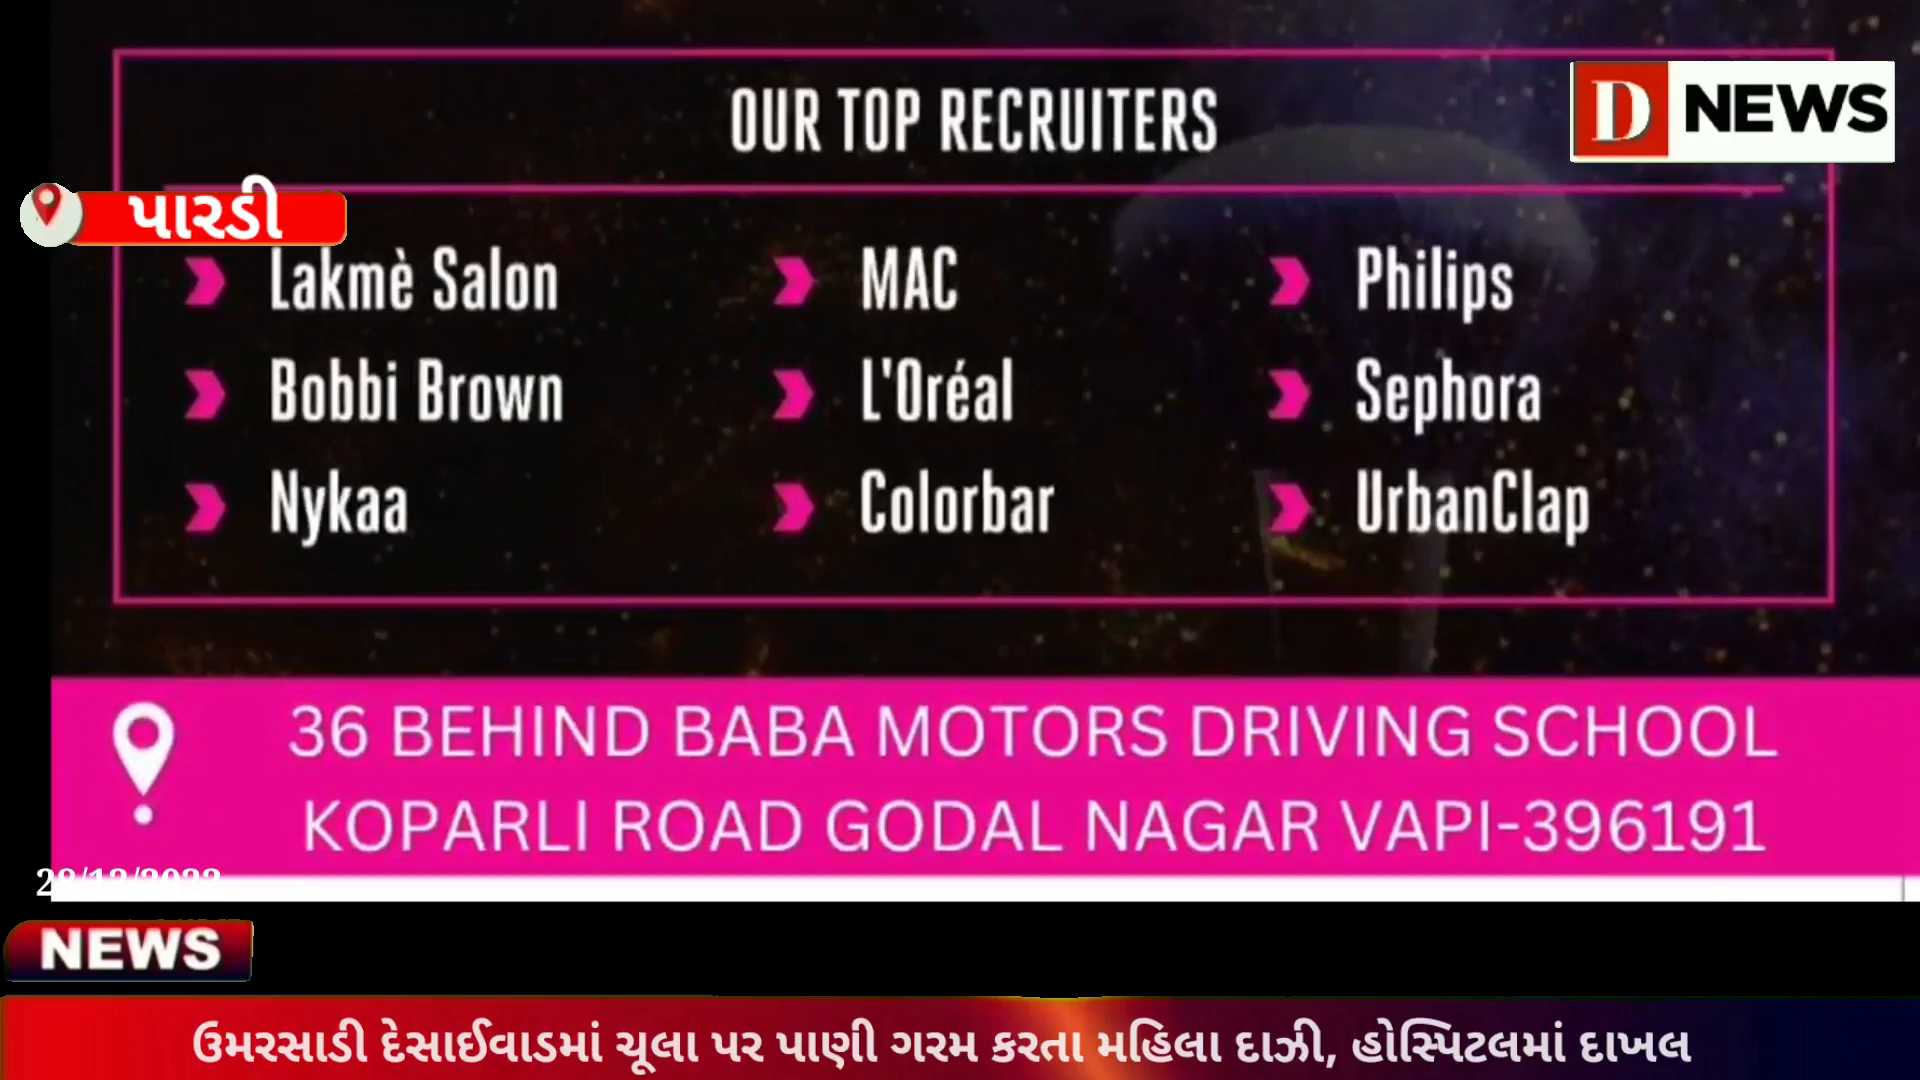 OUR TOP RECRUITERS
D NEWS
પારડી
Lakmè Salon
MAC
Philips
Bobbi Brown
L'Oréal
Sephora
Nykaa
Colorbar
UrbanClap
36 BEHIND BABA MOTORS DRIVING SCHOOL
KOPARLI ROAD GODAL NAGAR VAPI-396191
NEWS
ઉમરસાડી દેસાઈવાડમાં ચૂલા પર પાણી ગરમ કરતા મહિલા દાઝી, હોસ્પિટલમાં દાખલ